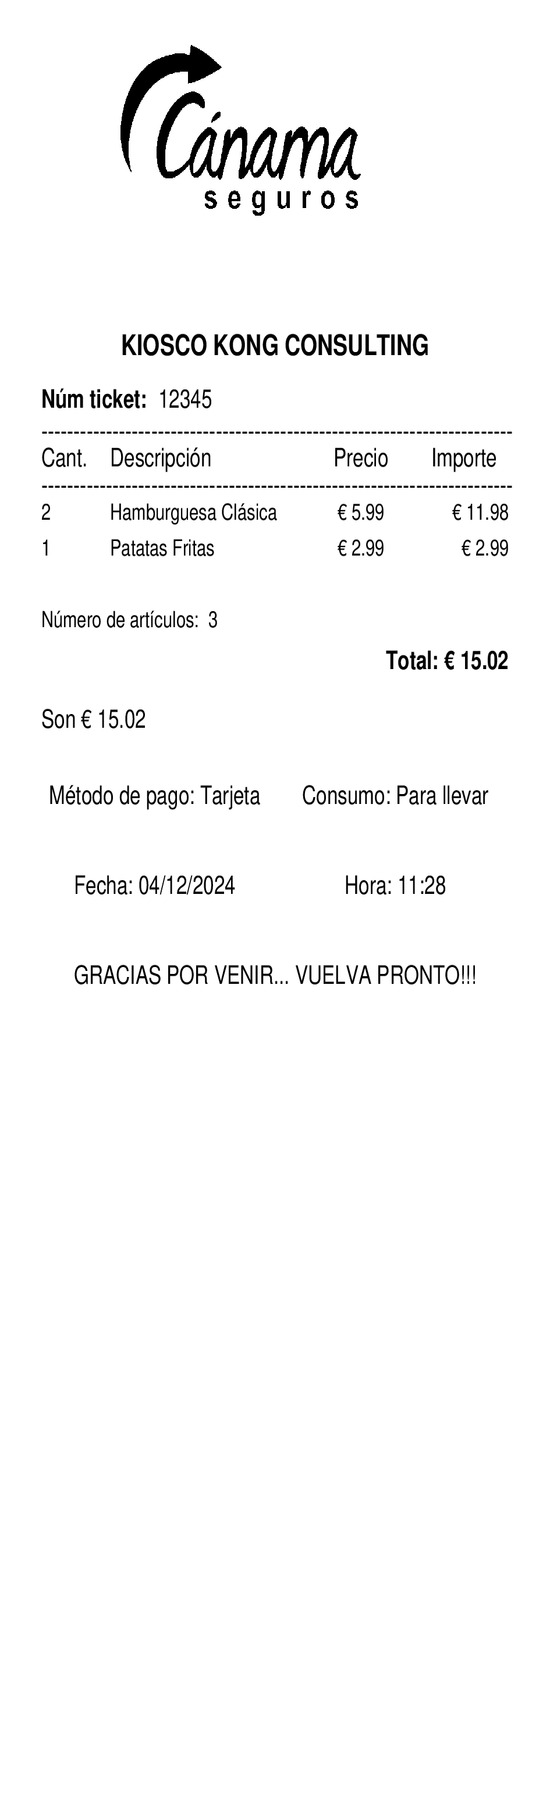 Cánama
seguros
KIOSCO KONG CONSULTING
Núm ticket: 12345
--------------------------------------------------------------------------
Cant. Descripción Precio Importe
--------------------------------------------------------------------------
2 Hamburguesa Clásica € 5.99 € 11.98
1 Patatas Fritas € 2.99 € 2.99
Número de artículos: 3
Total: € 15.02
Son € 15.02
Método de pago: Tarjeta Consumo: Para llevar
Fecha: 04/12/2024 Hora: 11:28
GRACIAS POR VENIR... VUELVA PRONTO!!!